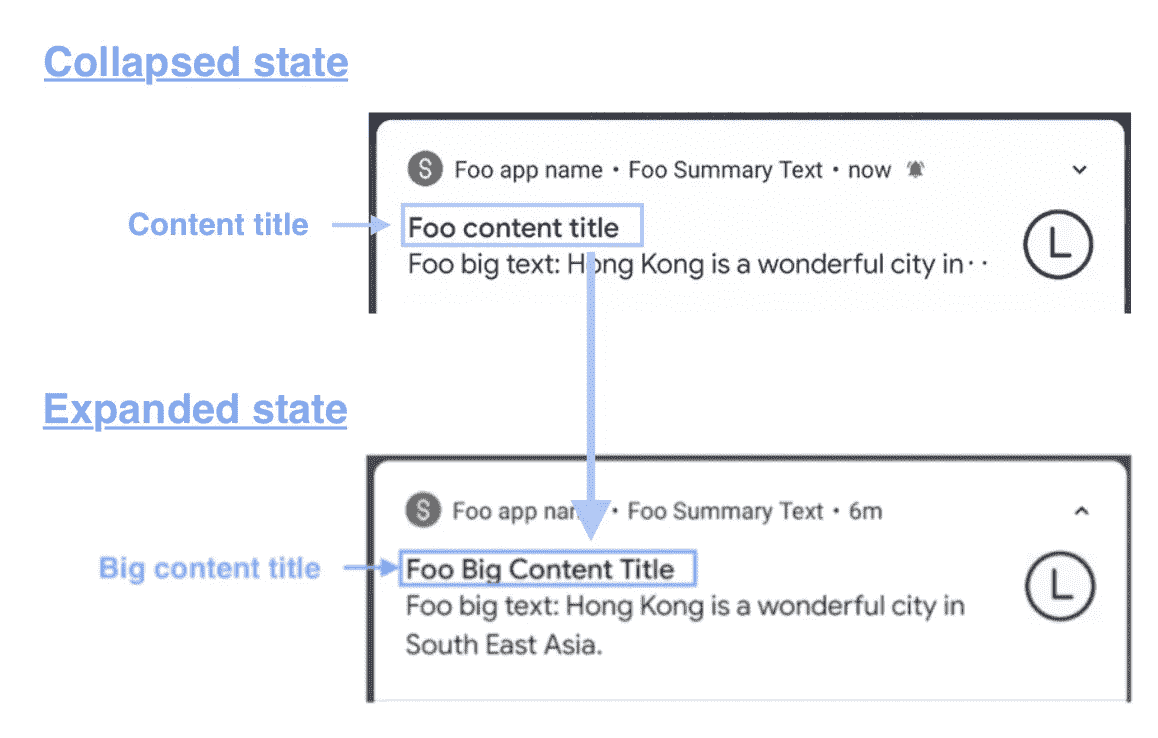 Collapsed state
S Foo app name • Foo Summary Text • now
Content title
Foo content title
Foo big text: Hong Kong is a wonderful city in··
L
Expanded state
S Foo app nam • Foo Summary Text • 6m
Big content title
Foo Big Content Title
Foo big text: Hong Kong is a wonderful city in
South East Asia.
L